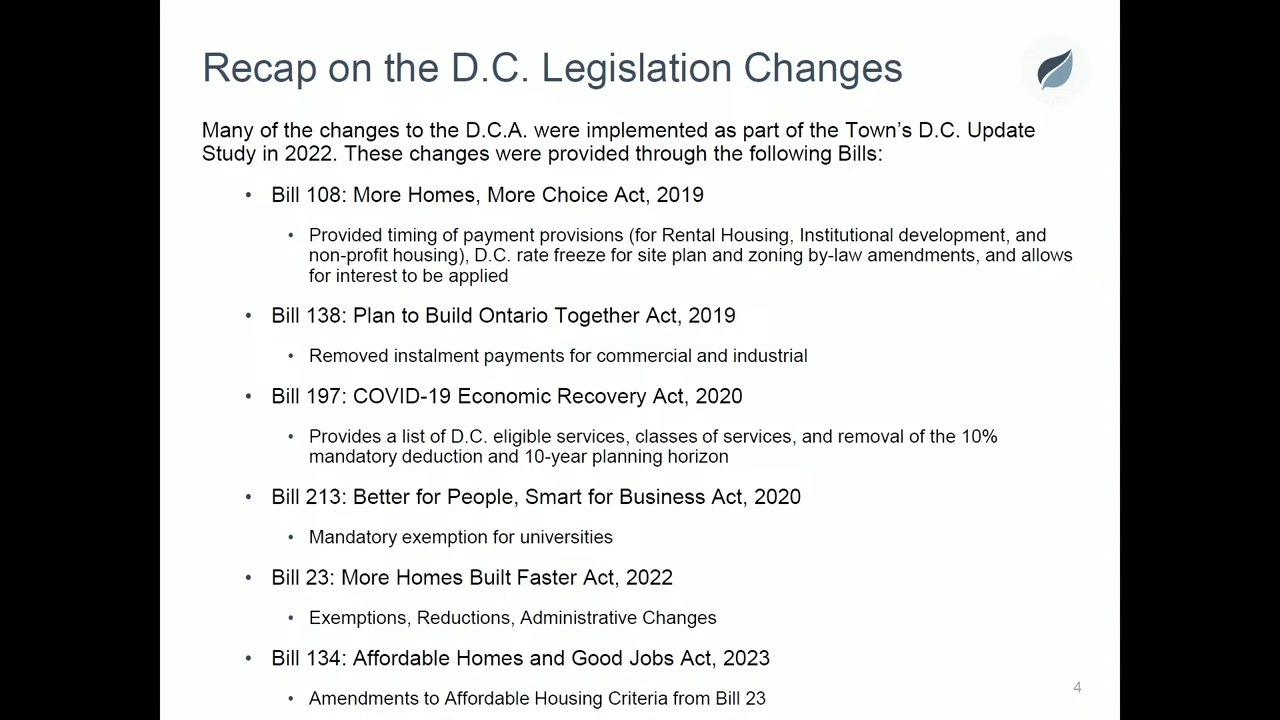 Recap on the D.C. Legislation Changes
Many of the changes to the D.C.A. were implemented as part of the Town's D.C. Update
Study in 2022. These changes were provided through the following Bills:
• Bill 108: More Homes, More Choice Act, 2019
• Provided timing of payment provisions (for Rental Housing, Institutional development, and
non-profit housing), D.C. rate freeze for site plan and zoning by-law amendments, and allows
for interest to be applied
• Bill 138: Plan to Build Ontario Together Act, 2019
• Removed instalment payments for commercial and industrial
• Bill 197: COVID-19 Economic Recovery Act, 2020
• Provides a list of D.C. eligible services, classes of services, and removal of the 10%
mandatory deduction and 10-year planning horizon
• Bill 213: Better for People, Smart for Business Act, 2020
• Mandatory exemption for universities
• Bill 23: More Homes Built Faster Act, 2022
• Exemptions, Reductions, Administrative Changes
• Bill 134: Affordable Homes and Good Jobs Act, 2023
• Amendments to Affordable Housing Criteria from Bill 23
4